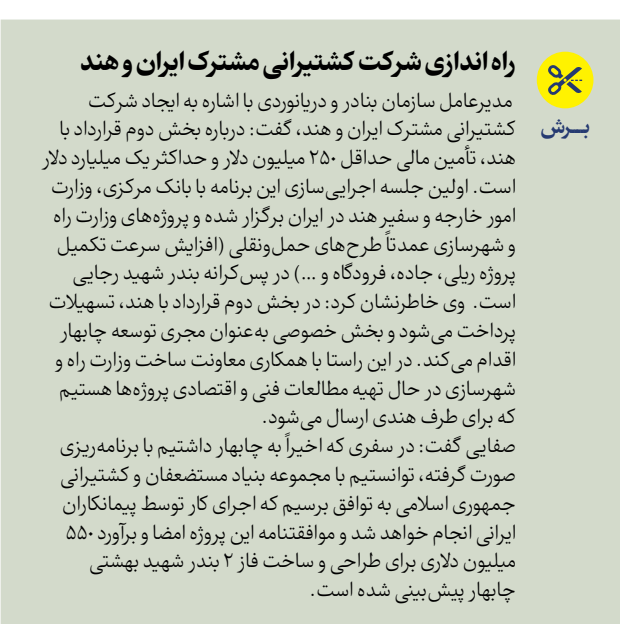 راه اندازی شرکت کشتیرانی مشترک ایران و هند
برش
مدیرعامل سازمان بنادر و دریانوردی با اشاره به ایجاد شرکت
کشتیرانی مشترک ایران و هند، گفت: درباره بخش دوم قرارداد با
هند، تأمین مالی حداقل ۲۵۰ میلیون دلار و حداکثر یک میلیارد دلار
است. اولین جلسه اجرایی‌سازی این برنامه با بانک مرکزی، وزارت
امور خارجه و سفیر هند در ایران برگزار شده و پروژه‌های وزارت راه
و شهرسازی عمدتاً طرح‌های حمل‌ونقلی (افزایش سرعت تکمیل
پروژه ریلی، جاده، فرودگاه و ...) در پس‌کرانه بندر شهید رجایی
است. وی خاطرنشان کرد: در بخش دوم قرارداد با هند، تسهیلات
پرداخت می‌شود و بخش خصوصی به‌عنوان مجری توسعه چابهار
اقدام می‌کند. در این راستا با همکاری معاونت ساخت وزارت راه و
شهرسازی در حال تهیه مطالعات فنی و اقتصادی پروژه‌ها هستیم
که برای طرف هندی ارسال می‌شود.
صفایی گفت: در سفری که اخیراً به چابهار داشتیم با برنامه‌ریزی
صورت گرفته، توانستیم با مجموعه بنیاد مستضعفان و کشتیرانی
جمهوری اسلامی به توافق برسیم که اجرای کار توسط پیمانکاران
ایرانی انجام خواهد شد و موافقتنامه این پروژه امضا و برآورد ۵۵۰
میلیون دلاری برای طراحی و ساخت فاز ۲ بندر شهید بهشتی
چابهار پیش‌بینی شده است.